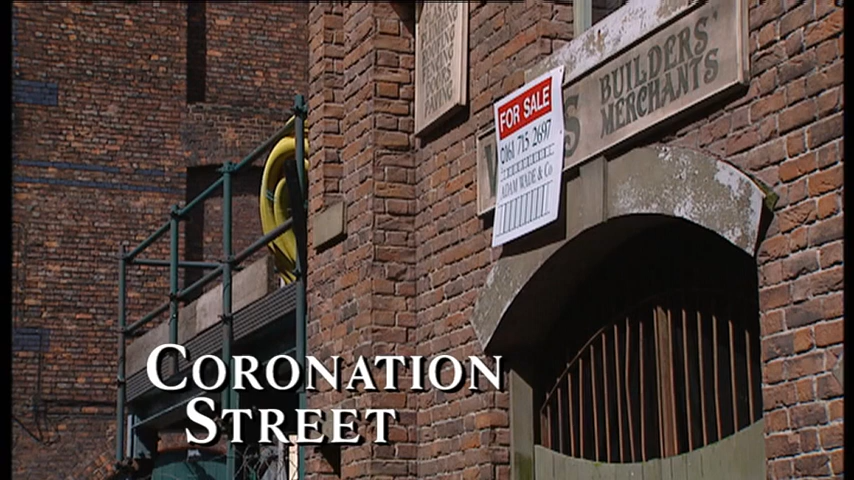 FOR SALE
0161 715 2697
ADAM WADE & CO.
BUILDERS'
MERCHANTS
CORONATION
STREET